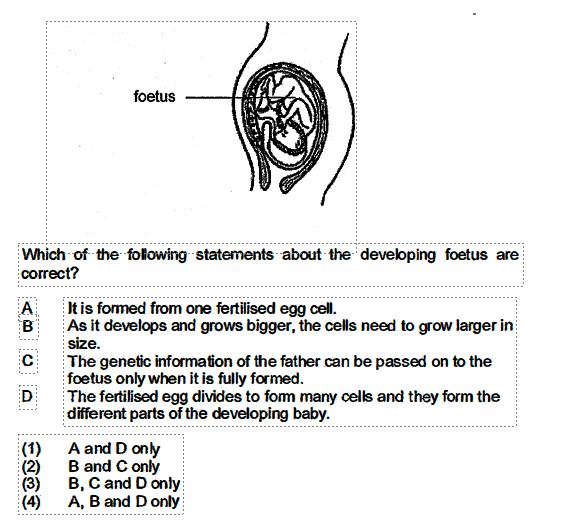 foetus
Which of the following statements about the developing foetus are
correct?
A It is formed from one fertilised egg cell.
B As it develops and grows bigger, the cells need to grow larger in
size.
C The genetic information of the father can be passed on to the
foetus only when it is fully formed.
D The fertilised egg divides to form many cells and they form the
different parts of the developing baby.
(1) A and D only
(2) B and C only
(3) B, C and D only
(4) A, B and D only